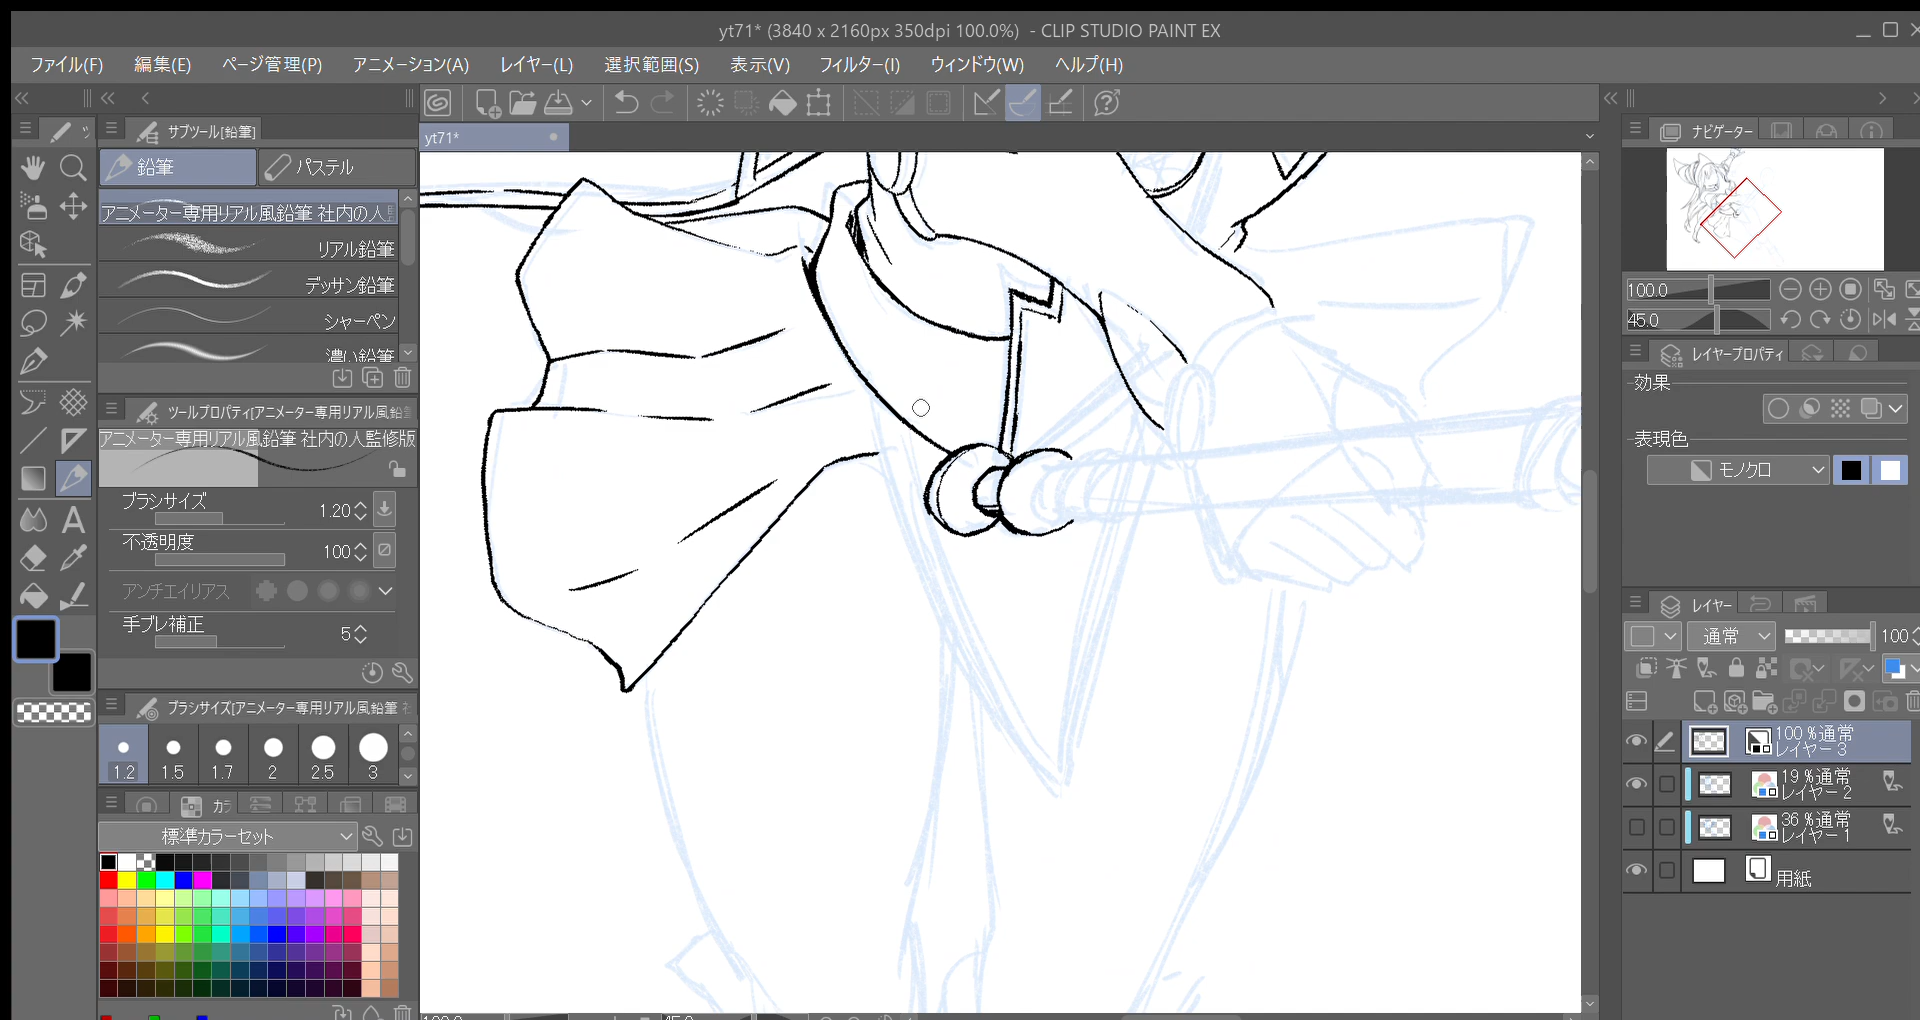 yt71* (3840 x 2160px 350dpi 100.0%) - CLIP STUDIO PAINT EX
ファイル(F) 編集(E) ページ管理(P) アニメーション(A) レイヤー(L) 選択範囲(S) 表示(V) フィルター(I) ウィンドウ(W) ヘルプ(H)
yt71*
サブツール[鉛筆]
鉛筆 パステル
アニメーター専用リアル風鉛筆 社内の人
リアル鉛筆
デッサン鉛筆
シャーペン
濃い鉛筆
ツールプロパティ[アニメーター専用リアル風鉛筆
アニメーター専用リアル風鉛筆 社内の人監修版
ブラシサイズ 1.20
不透明度 100
アンチエイリアス
手ブレ補正 5
ブラシサイズ[アニメーター専用リアル風鉛筆
1.2 1.5 1.7 2 2.5 3
カラ
標準カラーセット
100.0 45.0
ナビゲーター
100.0
45.0
レイヤープロパティ
効果
表現色
モノクロ
レイヤー
通常 100
100 %通常
レイヤー 3
19 %通常
レイヤー 2
36 %通常
レイヤー 1
用紙